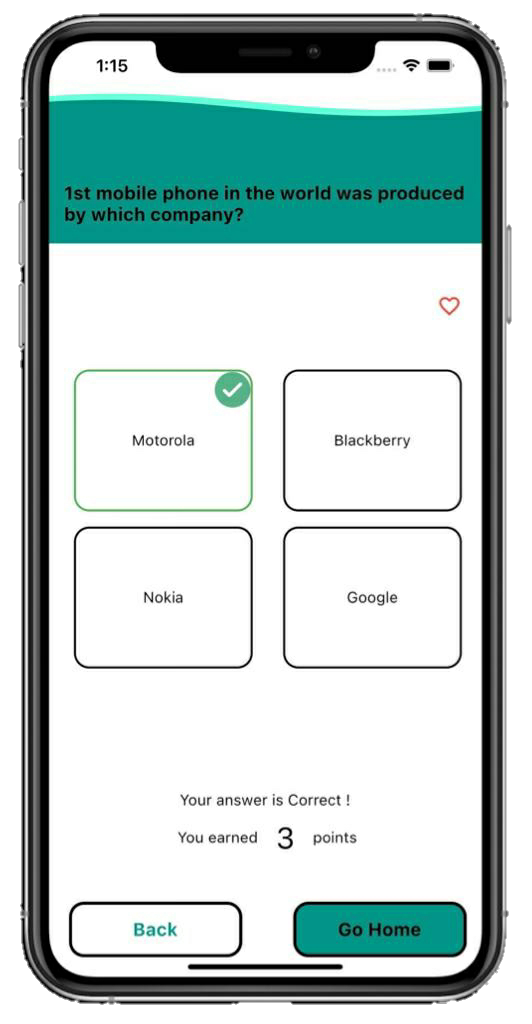 1:15
1st mobile phone in the world was produced
by which company?
Motorola
Blackberry
Nokia
Google
Your answer is Correct !
You earned 3 points
Back
Go Home